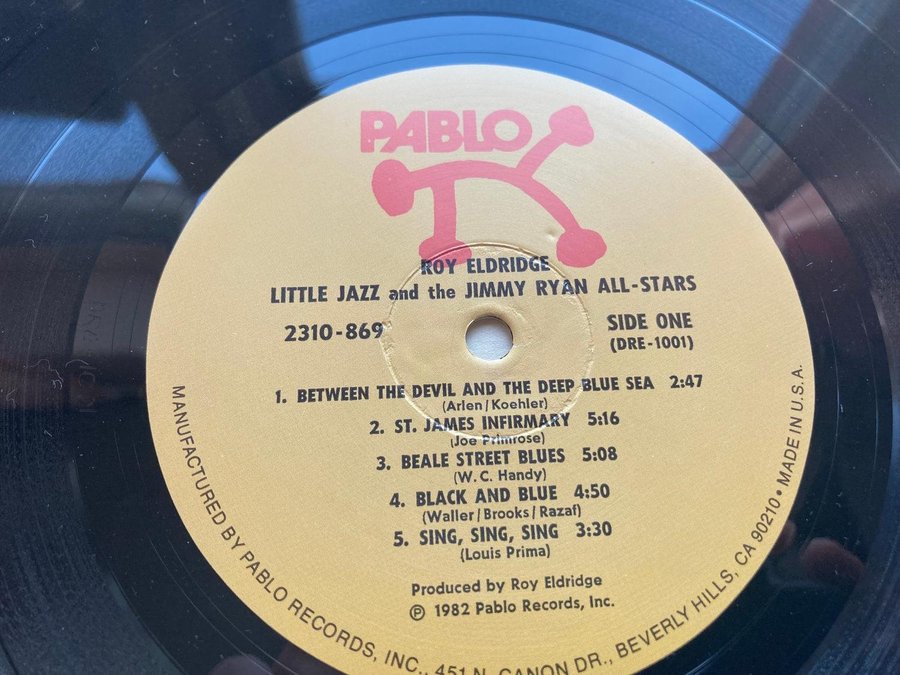 PABLO
ROY ELDRIDGE
LITTLE JAZZ and the JIMMY RYAN ALL-STARS
2310-869
SIDE ONE
(DRE-1001)
1. BETWEEN THE DEVIL AND THE DEEP BLUE SEA 2:47
(Arlen/Koehler)
2. ST. JAMES INFIRMARY 5:16
(Joe Primrose)
3. BEALE STREET BLUES 5:08
(W.C. Handy)
4. BLACK AND BLUE 4:50
(Waller/Brooks/Razaf)
5. SING, SING, SING 3:30
(Louis Prima)
Produced by Roy Eldridge
℗ 1982 Pablo Records, Inc.
MANUFACTURED BY PABLO RECORDS, INC., 451 N. CANON DR., BEVERLY HILLS, CA 90210 • MADE IN U.S.A.